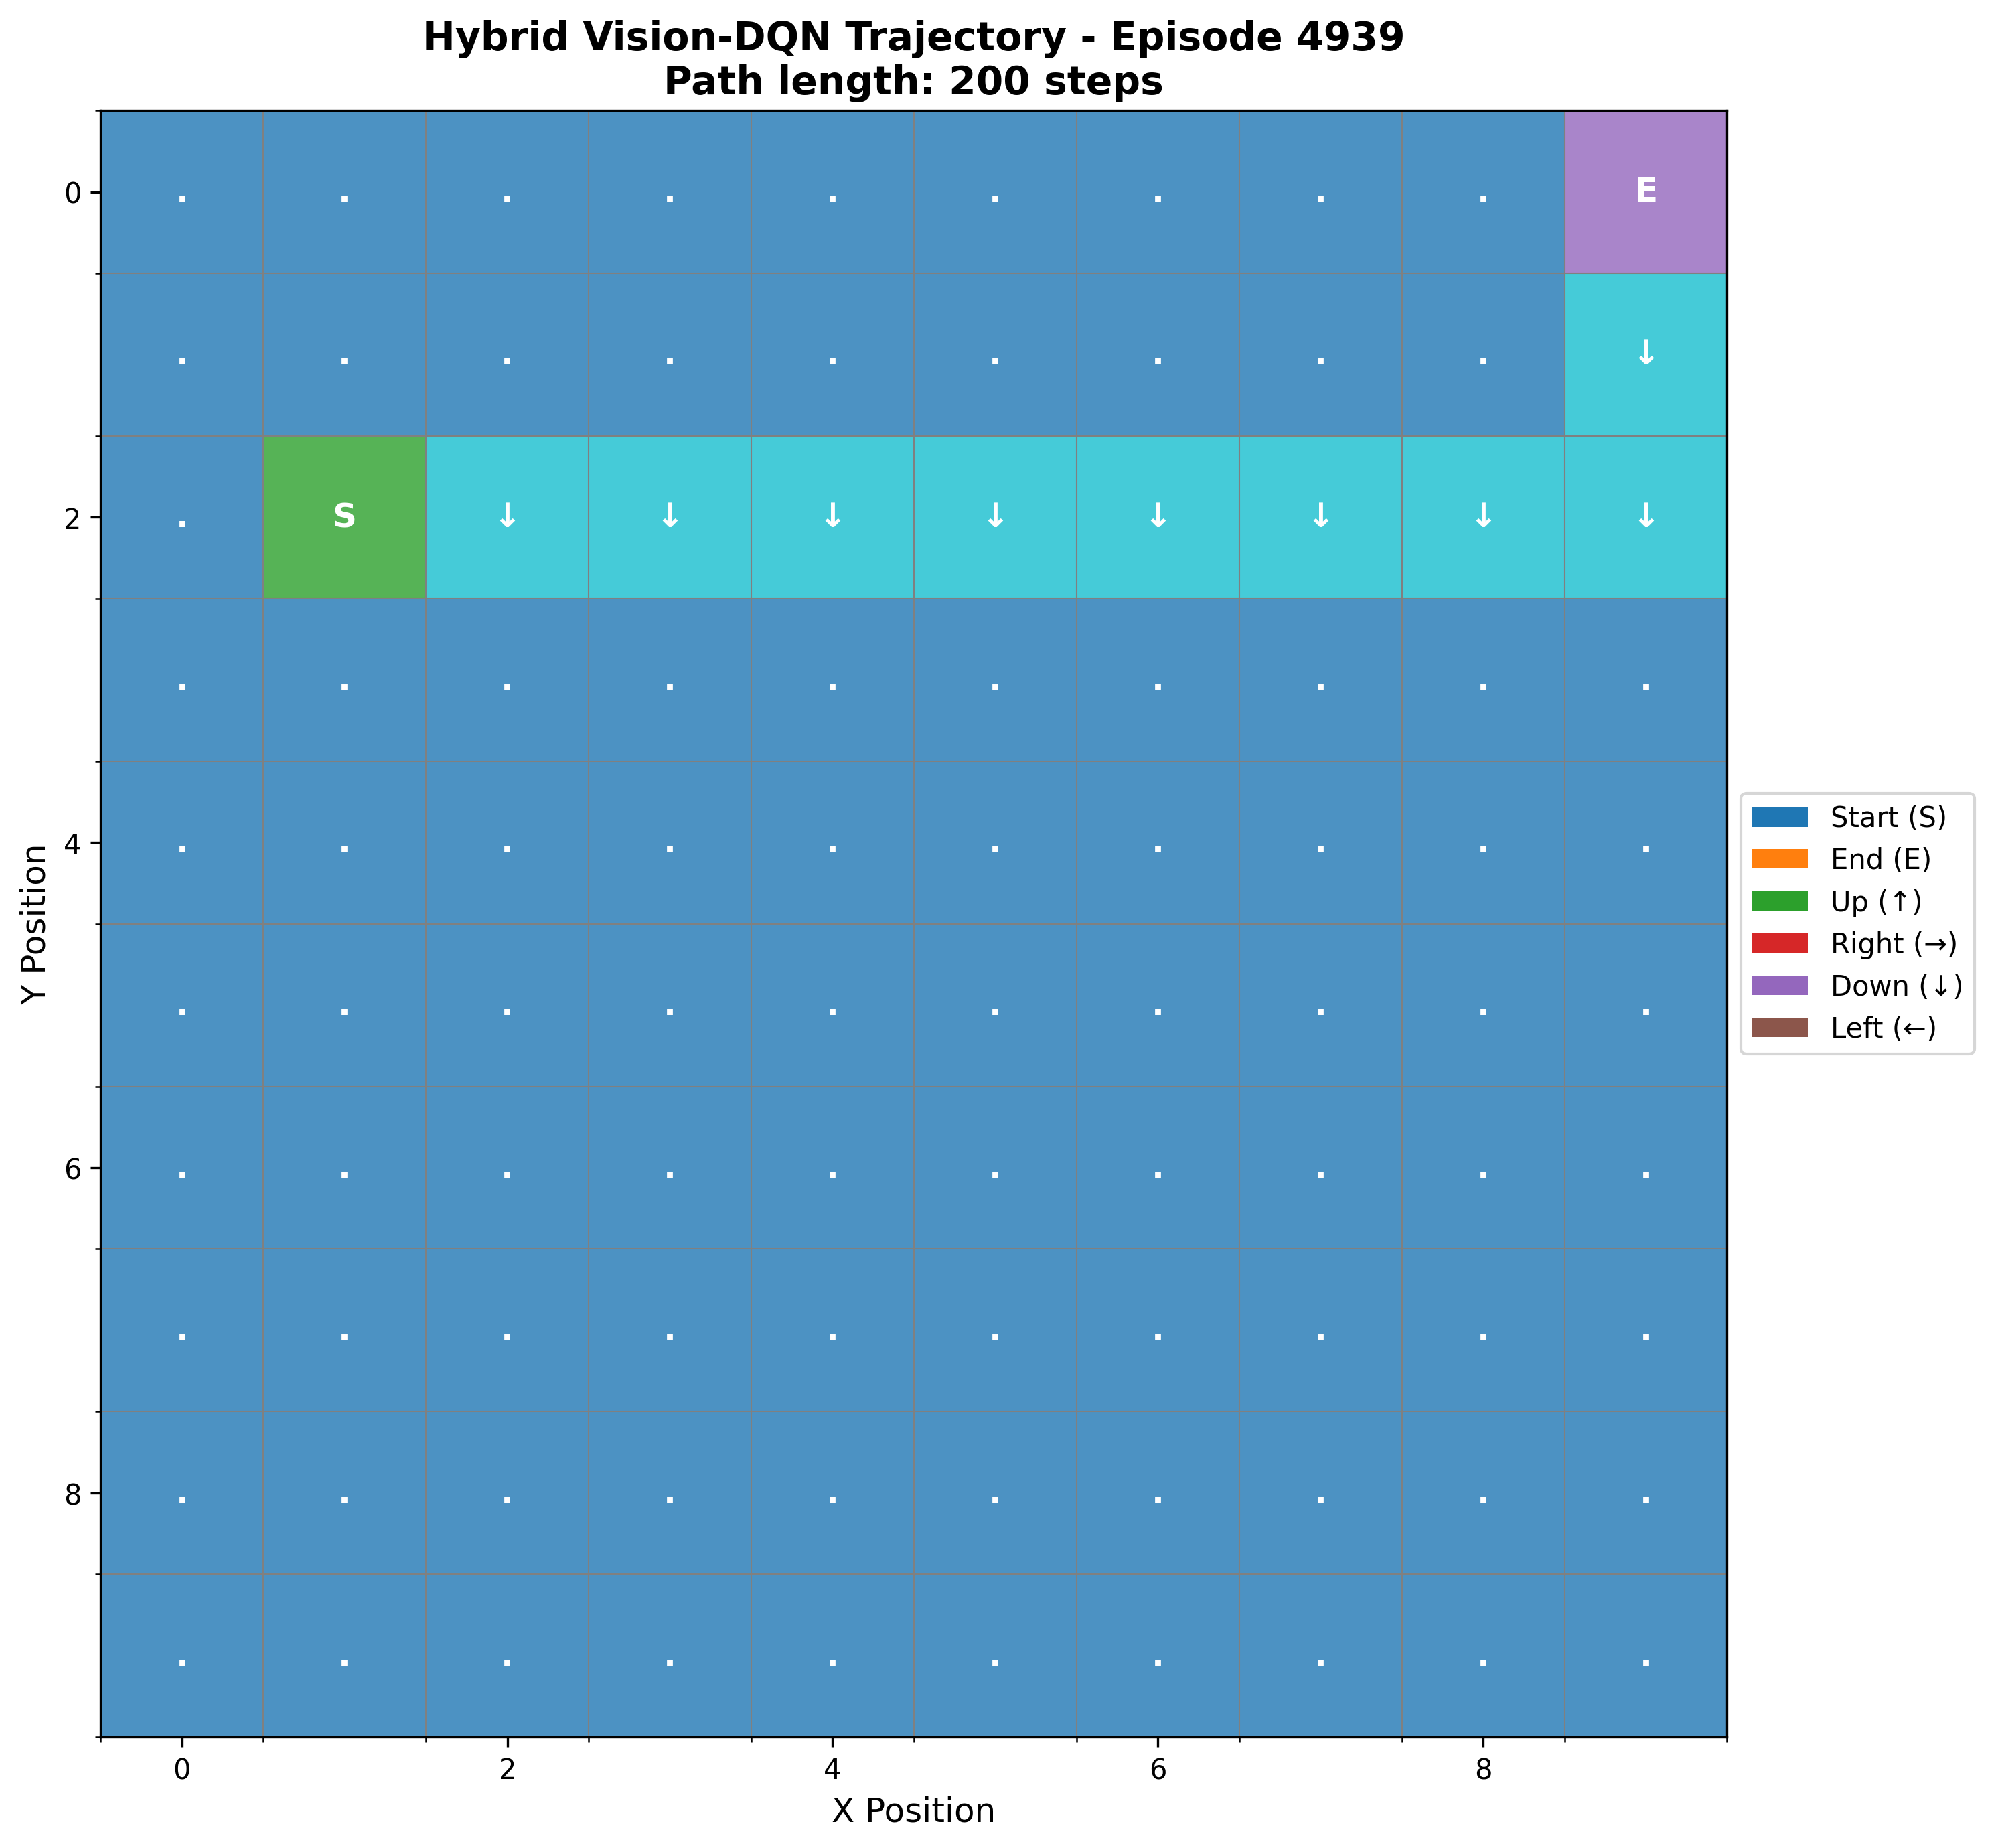 Hybrid Vision-DQN Trajectory - Episode 4939
Path length: 200 steps
0
. . . . . . . . . E
. . . . . . . . . ↓
2
. S ↓ ↓ ↓ ↓ ↓ ↓ ↓ ↓
. . . . . . . . . .
4
. . . . . . . . . .
. . . . . . . . . .
6
. . . . . . . . . .
. . . . . . . . . .
8
. . . . . . . . . .
. . . . . . . . . .
0 2 4 6 8
X Position
Y Position
Start (S)
End (E)
Up (↑)
Right (→)
Down (↓)
Left (←)